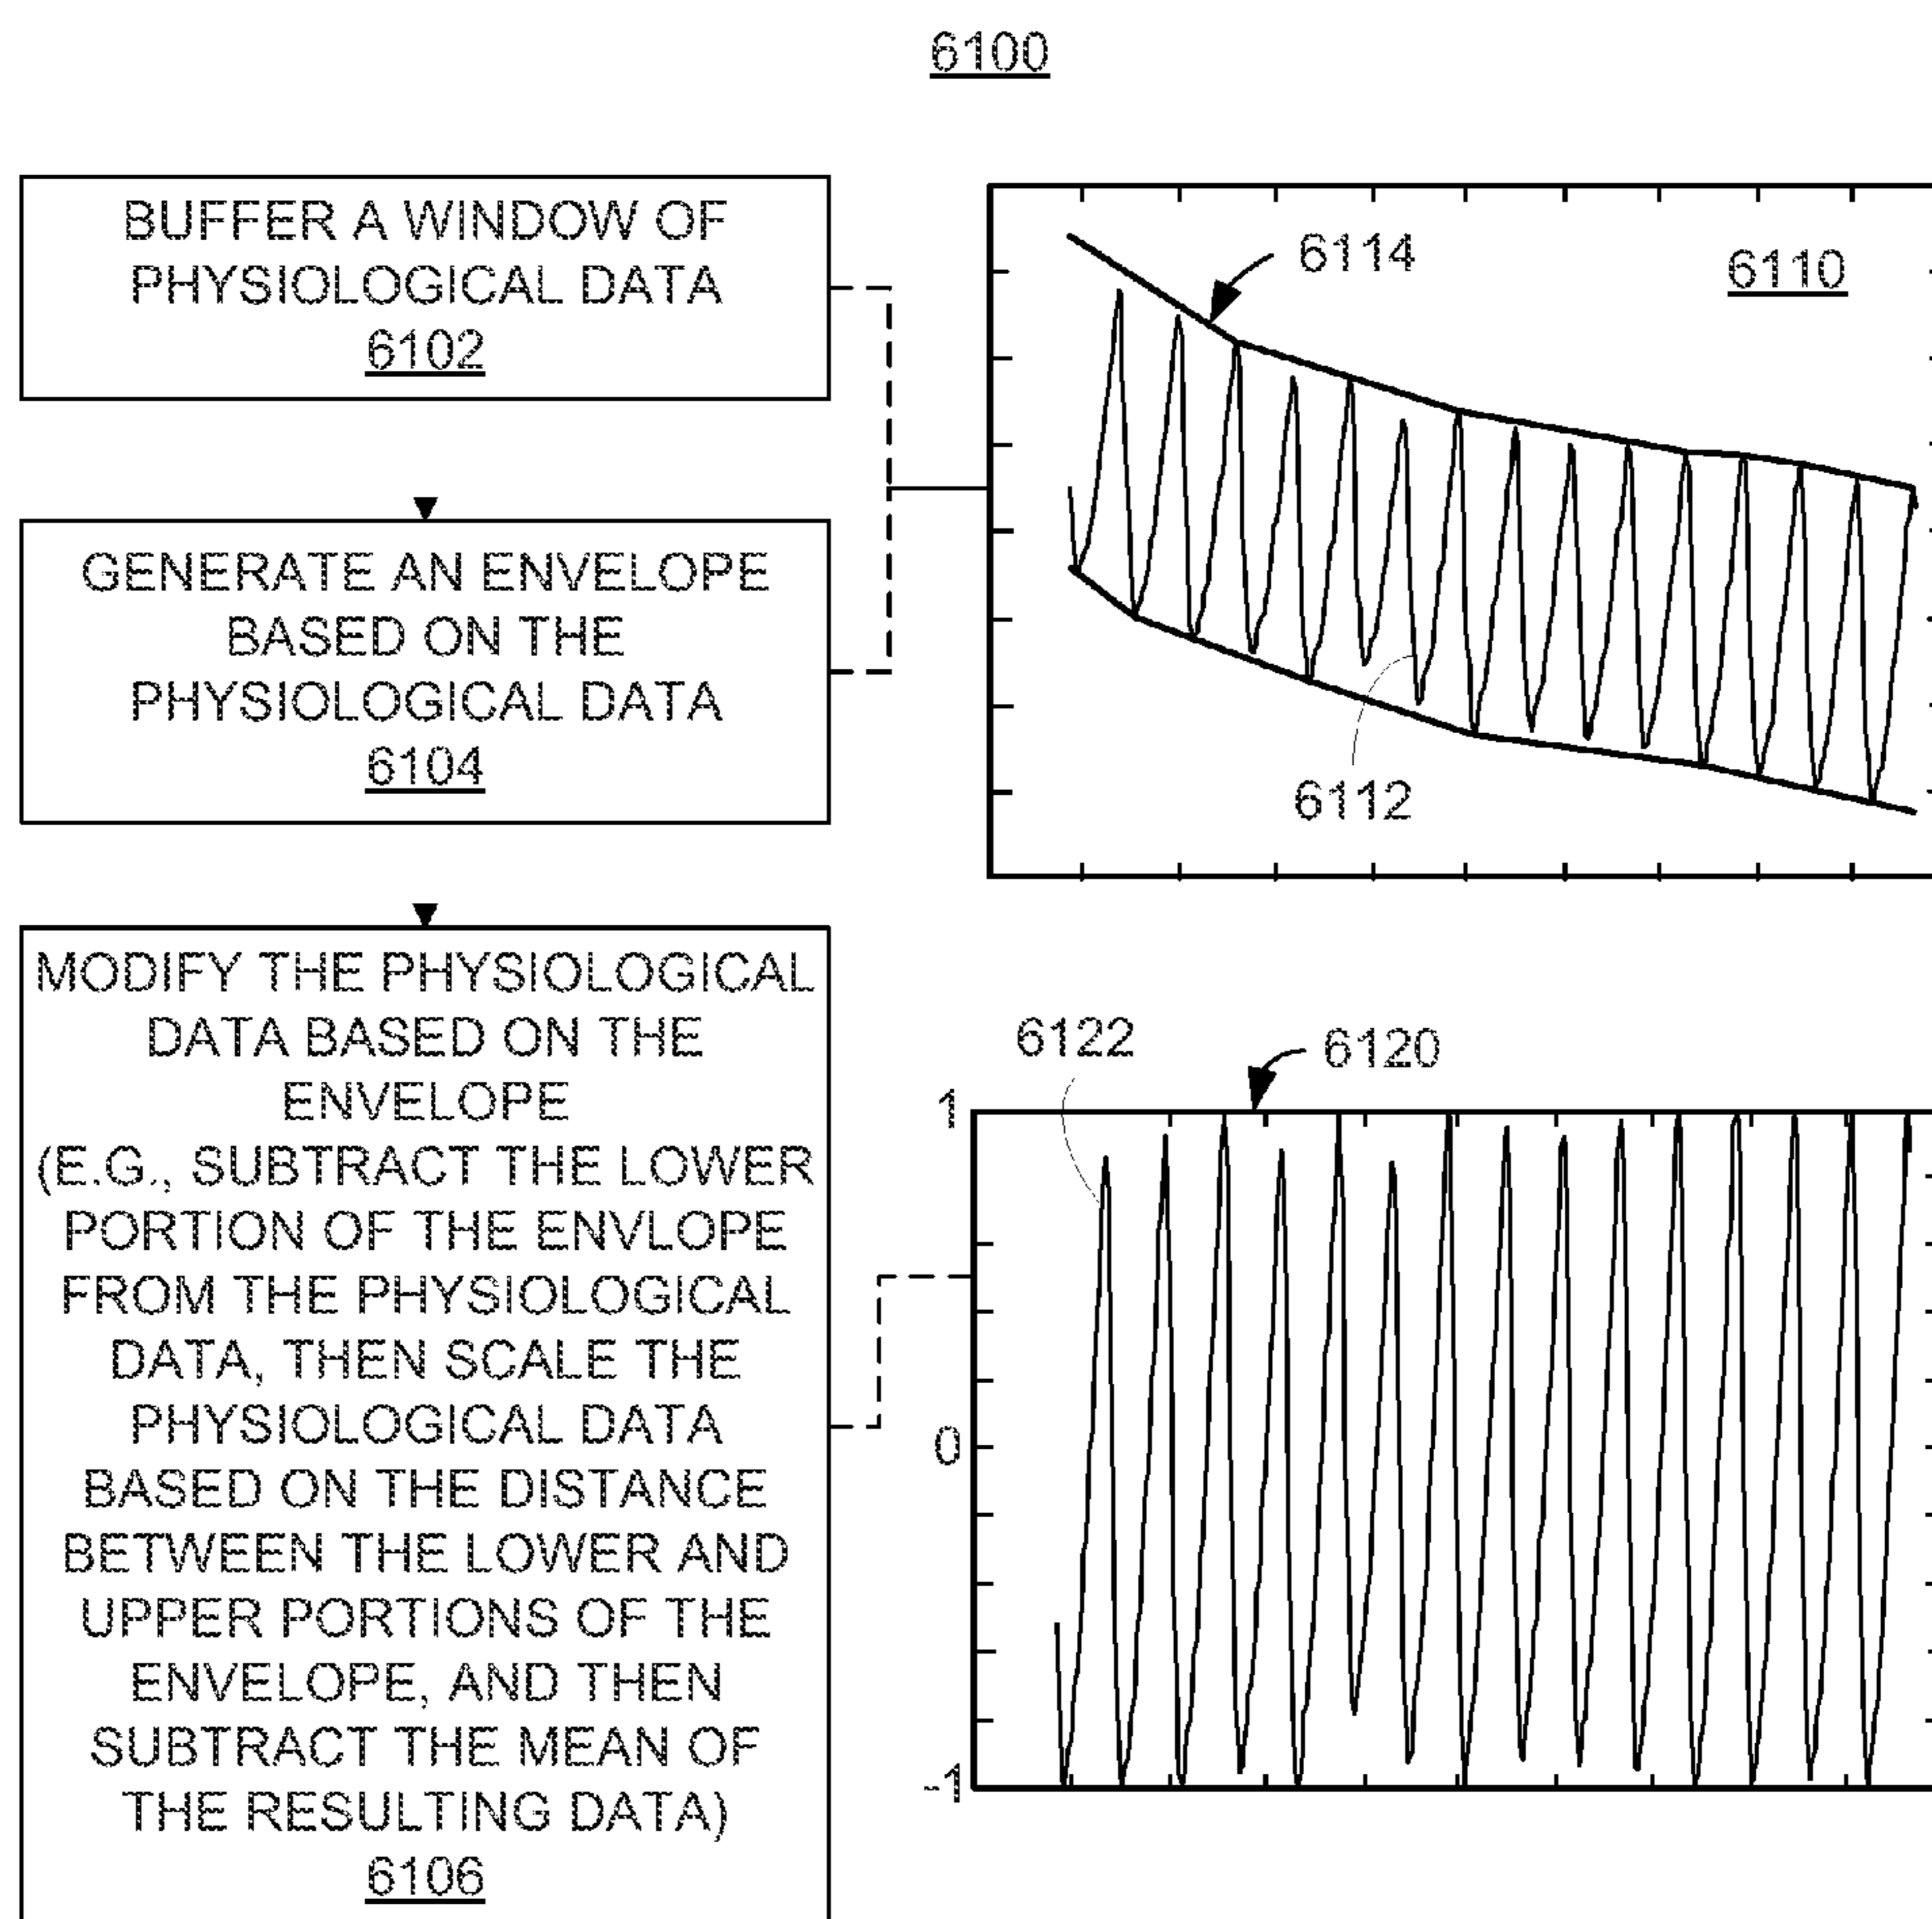 6100
BUFFER A WINDOW OF
PHYSIOLOGICAL DATA
6102
GENERATE AN ENVELOPE
BASED ON THE
PHYSIOLOGICAL DATA
6104
MODIFY THE PHYSIOLOGICAL
DATA BASED ON THE
ENVELOPE
(E.G., SUBTRACT THE LOWER
PORTION OF THE ENVLOPE
FROM THE PHYSIOLOGICAL
DATA, THEN SCALE THE
PHYSIOLOGICAL DATA
BASED ON THE DISTANCE
BETWEEN THE LOWER AND
UPPER PORTIONS OF THE
ENVELOPE, AND THEN
SUBTRACT THE MEAN OF
THE RESULTING DATA)
6106
6114
6110
6112
6122
6120
1
0
-1